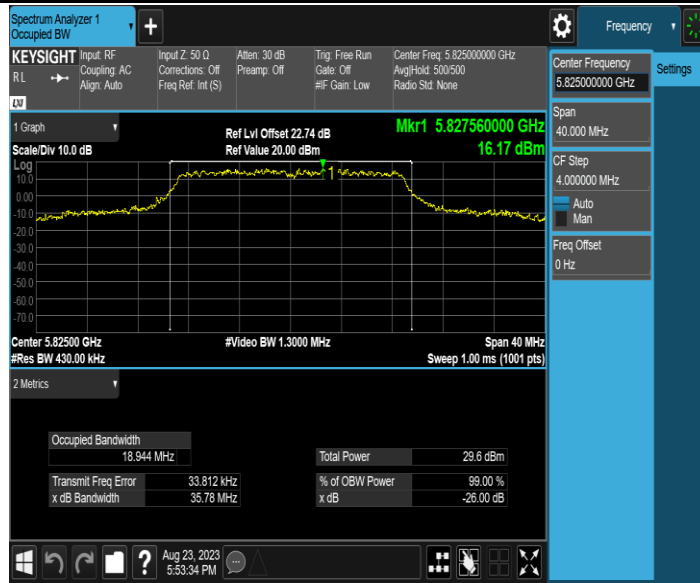 Spectrum Analyzer 1
Occupied BW
+
Frequency
KEYSIGHT
RL
LXI
Input: RF
Coupling: AC
Align: Auto
Input Z: 50 Ω
Corrections: Off
Freq Ref: Int (S)
Atten: 30 dB
Preamp: Off
Trig: Free Run
Gate: Off
#IF Gain: Low
Center Freq: 5.825000000 GHz
Avg|Hold: 500/500
Radio Std: None
Center Frequency
5.825000000 GHz
Settings
Span
40.000 MHz
CF Step
4.000000 MHz
Auto
Man
Freq Offset
0 Hz
1 Graph
Scale/Div 10.0 dB
Ref Lvl Offset 22.74 dB
Ref Value 20.00 dBm
Mkr1 5.827560000 GHz
16.17 dBm
Log
10.0
0.00
-10.0
-20.0
-30.0
-40.0
-50.0
-60.0
-70.0
1
Center 5.82500 GHz
#Res BW 430.00 kHz
#Video BW 1.3000 MHz
Span 40 MHz
Sweep 1.00 ms (1001 pts)
2 Metrics
Occupied Bandwidth
18.944 MHz
Total Power 29.6 dBm
Transmit Freq Error 33.812 kHz
x dB Bandwidth 35.78 MHz
% of OBW Power 99.00 %
x dB -26.00 dB
?
Aug 23, 2023
5:53:34 PM